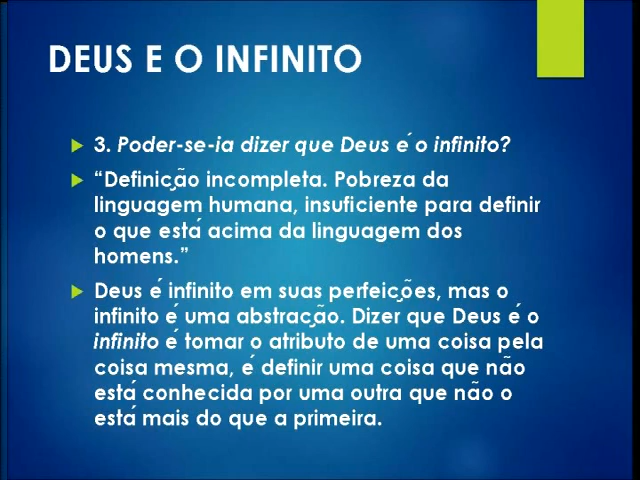 DEUS E O INFINITO
3. Poder-se-ia dizer que Deus é o infinito?
“Definição incompleta. Pobreza da
linguagem humana, insuficiente para definir
o que está acima da linguagem dos
homens.”
Deus é infinito em suas perfeições, mas o
infinito é uma abstração. Dizer que Deus é o
infinito é tomar o atributo de uma coisa pela
coisa mesma, é definir uma coisa que não
está conhecida por uma outra que não o
está mais do que a primeira.